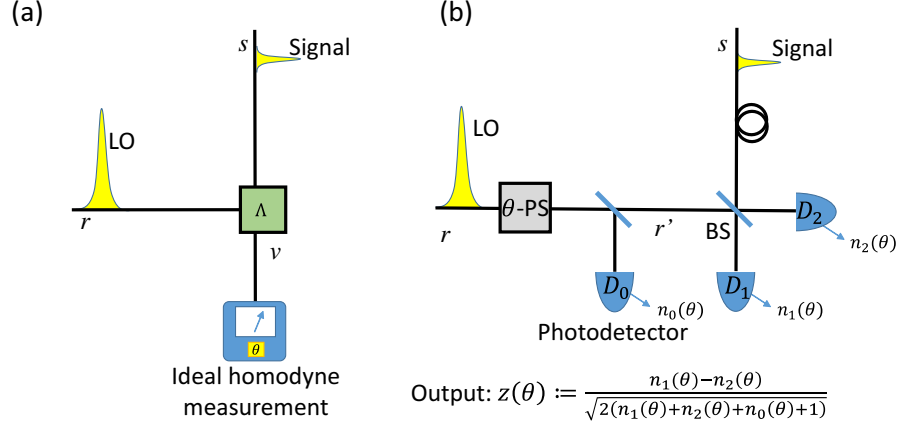 (a)
s
Signal
LO
r
Λ
v
θ
Ideal homodyne
measurement
(b)
s
Signal
LO
r
θ-PS
r’
BS
D₂
n₂(θ)
D₀
n₀(θ)
D₁
n₁(θ)
Photodetector
Output: z(θ) ≔ (n₁(θ)−n₂(θ))/√(2(n₁(θ)+n₂(θ)+n₀(θ)+1))